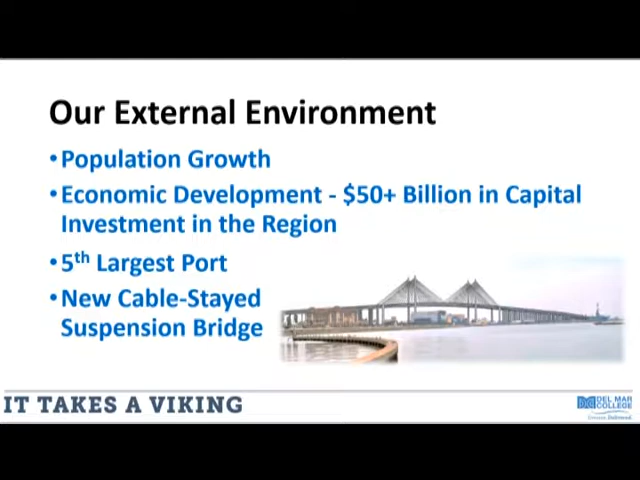 Our External Environment
•Population Growth
•Economic Development - $50+ Billion in Capital
Investment in the Region
•5th Largest Port
•New Cable-Stayed
Suspension Bridge
IT TAKES A VIKING
DEL MAR
COLLEGE